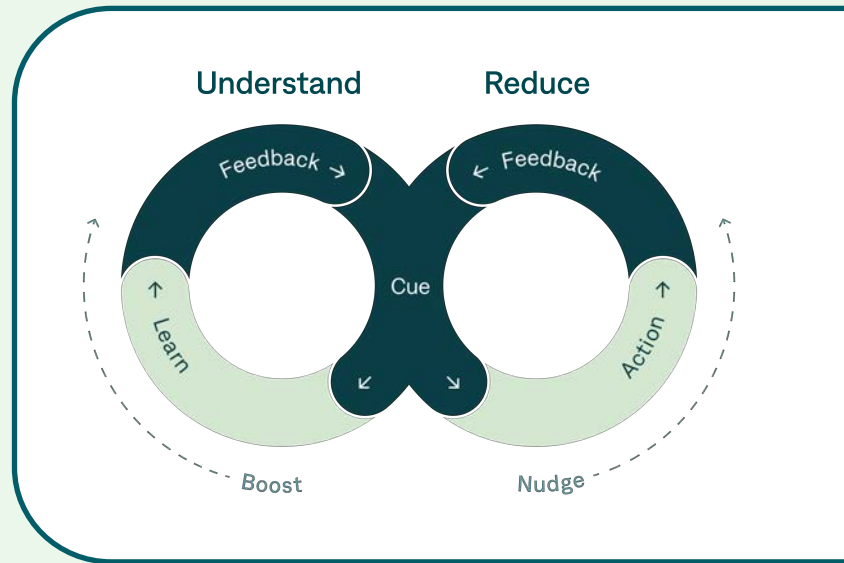 Understand
Reduce
Feedback →
← Feedback
Cue
↑
Learn
↑
Action
↙
↘
Boost
Nudge